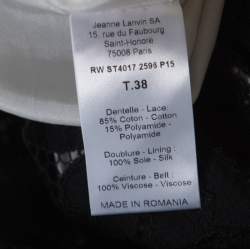 Jeanne Lanvin SA
15, rue du Faubourg
Saint-Honoré
75008 Paris
RW ST4017 2596 P15
T.38
Dentelle - Lace:
85% Coton - Cotton
15% Polyamide -
Polyamide
Doublure - Lining :
100% Soie - Silk
Ceinture - Belt :
100% Viscose - Viscose
MADE IN ROMANIA